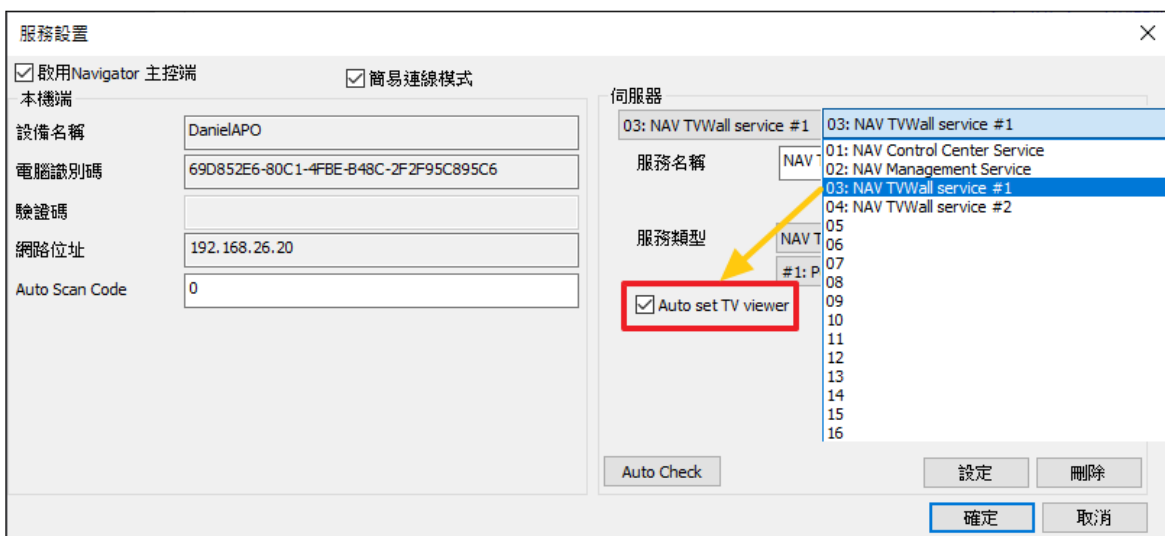 服務設置
啟用Navigator 主控端
簡易連線模式
本機端
設備名稱
DanielAPO
電腦識別碼
69D852E6-80C1-4FBE-B48C-2F2F95C895C6
驗證碼
網路位址
192.168.26.20
Auto Scan Code
0
伺服器
03: NAV TVWall service #1
03: NAV TVWall service #1
01: NAV Control Center Service
02: NAV Management Service
03: NAV TVWall service #1
04: NAV TVWall service #2
05
06
07
08
09
10
11
12
13
14
15
16
服務名稱
NAV T
服務類型
NAV T
#1: P
Auto set TV viewer
Auto Check
設定
刪除
確定
取消